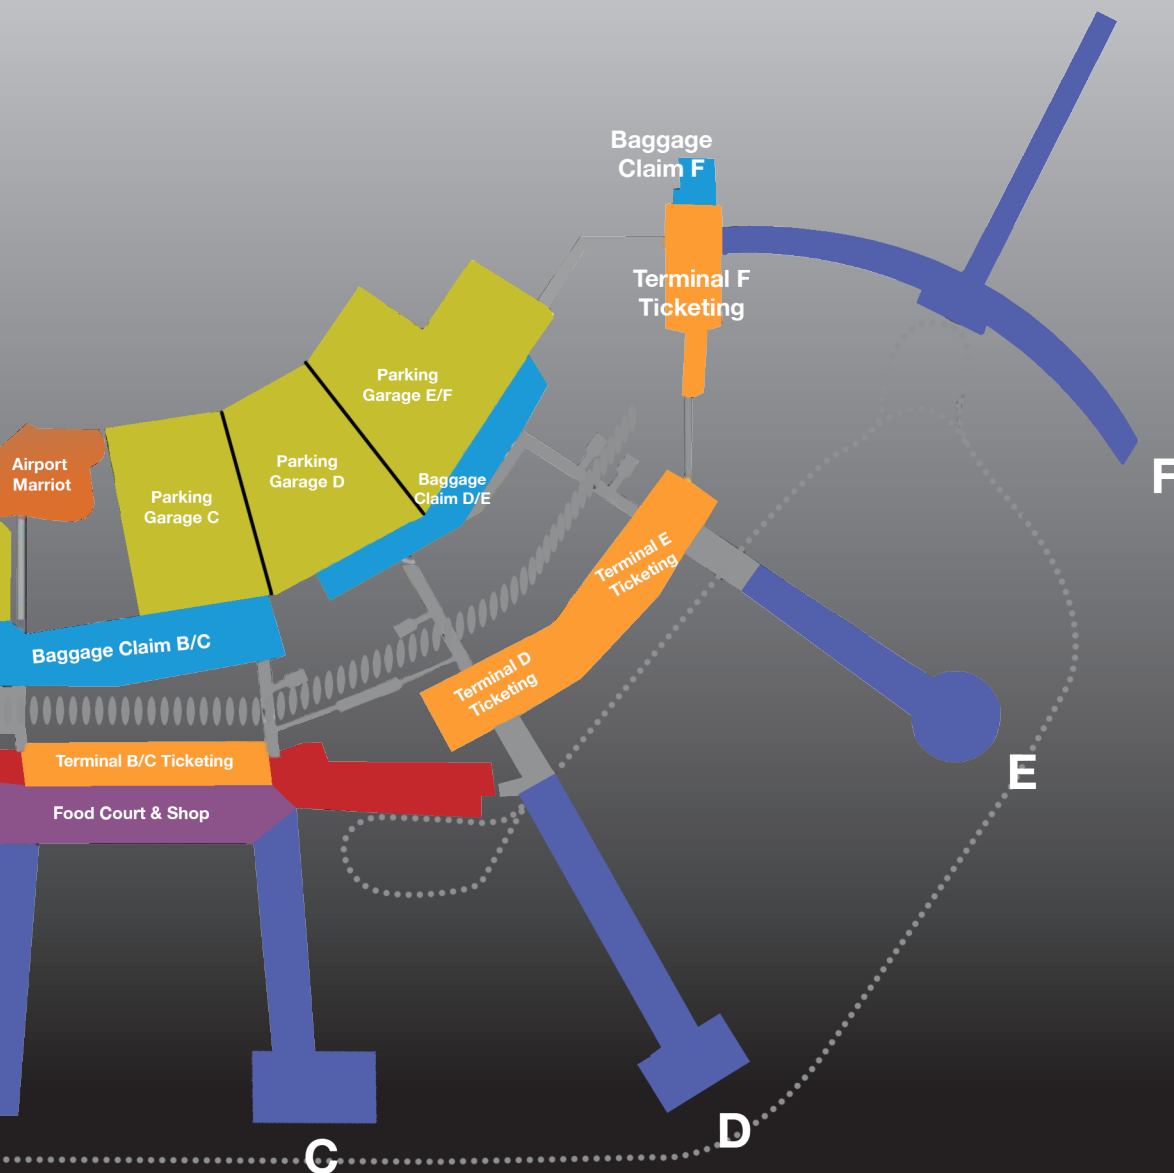 Baggage
Claim F
Terminal F
Ticketing
Parking
Garage E/F
Airport
Marriot
Parking
Garage D
Parking
Garage C
Baggage
Claim D/E
F
Terminal E
Ticketing
Baggage Claim B/C
Terminal D
Ticketing
Terminal B/C Ticketing
E
Food Court & Shop
D
C